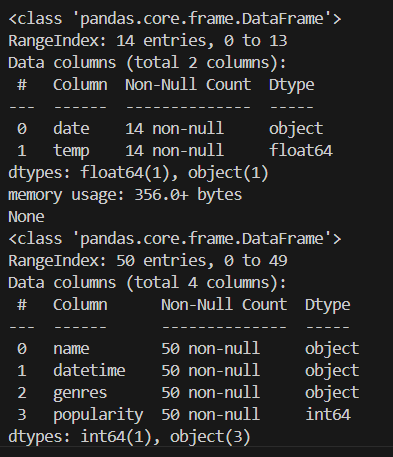 <class 'pandas.core.frame.DataFrame'>
RangeIndex: 14 entries, 0 to 13
Data columns (total 2 columns):
 #   Column  Non-Null Count  Dtype
---  ------  --------------  -----
 0   date    14 non-null     object
 1   temp    14 non-null     float64
dtypes: float64(1), object(1)
memory usage: 356.0+ bytes
None
<class 'pandas.core.frame.DataFrame'>
RangeIndex: 50 entries, 0 to 49
Data columns (total 4 columns):
 #   Column      Non-Null Count  Dtype
---  ------      --------------  -----
 0   name        50 non-null     object
 1   datetime    50 non-null     object
 2   genres      50 non-null     object
 3   popularity  50 non-null     int64
dtypes: int64(1), object(3)